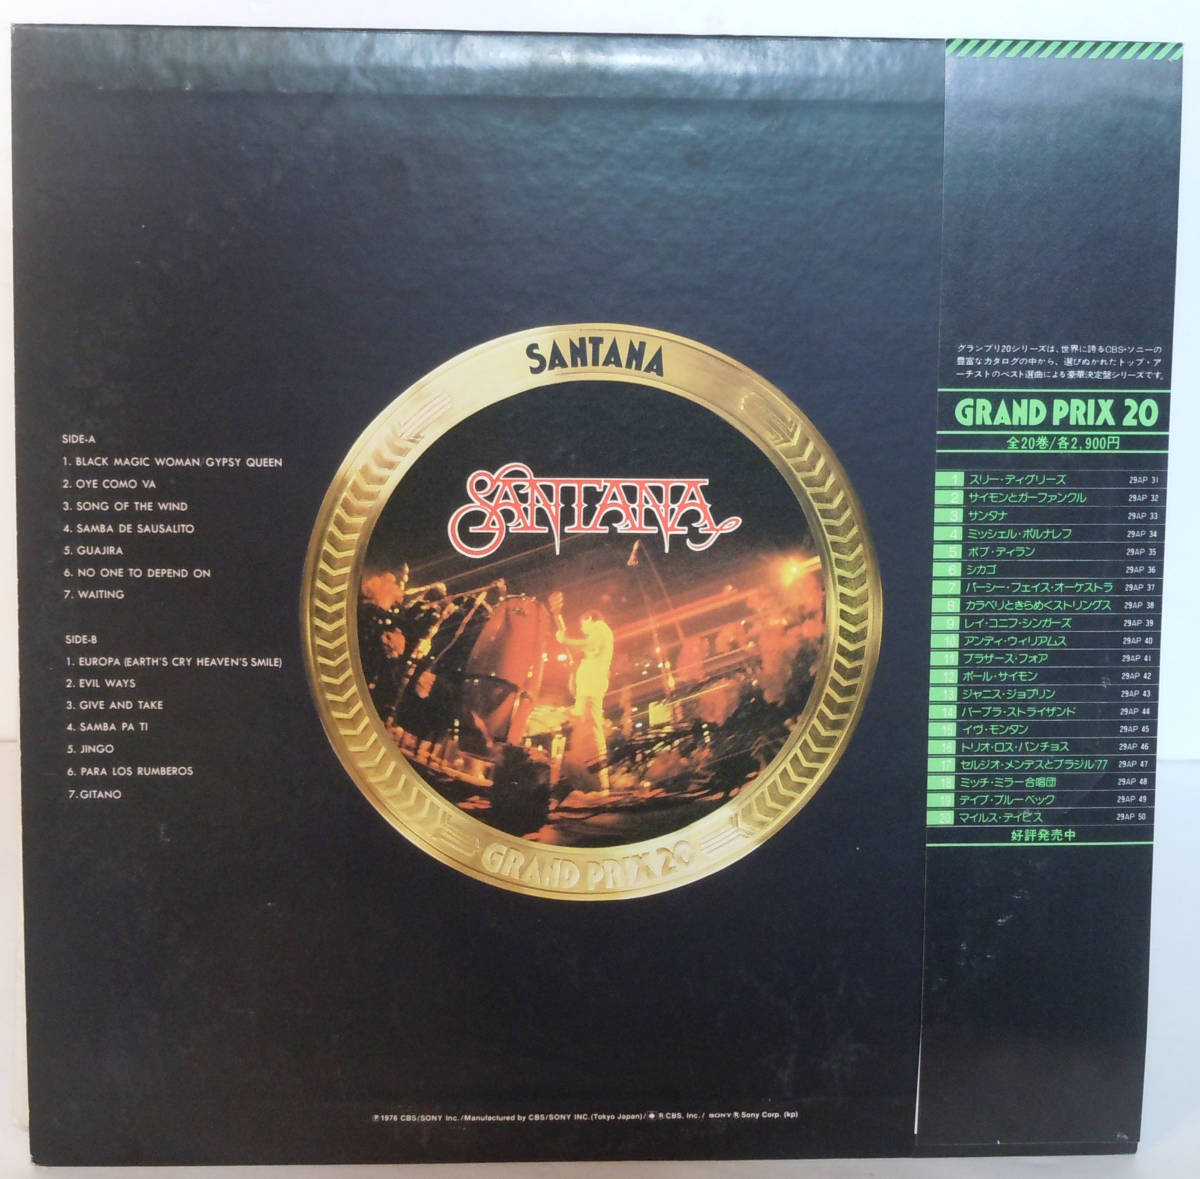 SANTANA
SANTANA
GRAND PRIX 20
SIDE-A
1. BLACK MAGIC WOMAN/GYPSY QUEEN
2. OYE COMO VA
3. SONG OF THE WIND
4. SAMBA DE SAUSALITO
5. GUAJIRA
6. NO ONE TO DEPEND ON
7. WAITING
SIDE-B
1. EUROPA (EARTH'S CRY HEAVEN'S SMILE)
2. EVIL WAYS
3. GIVE AND TAKE
4. SAMBA PA TI
5. JINGO
6. PARA LOS RUMBEROS
7. GITANO
℗1976 CBS/SONY Inc./Manufactured by CBS/SONY INC.(Tokyo Japan)/ ® CBS, Inc./ SONY ® Sony Corp. (kp)
グランプリ20シリーズは、世界に誇るCBS・ソニーの
豊富なカタログの中から、選びぬかれたトップ・ア
ーチストのベスト選曲による豪華決定盤シリーズです。
GRAND PRIX 20
全20巻/各2,900円
1 スリー・ディグリーズ 29AP 31
2 サイモンとガーファンクル 29AP 32
3 サンタナ 29AP 33
4 ミッシェル・ポルナレフ 29AP 34
5 ボブ・ディラン 29AP 35
6 シカゴ 29AP 36
7 パーシー・フェイス・オーケストラ 29AP 37
8 カラベリときらめくストリングス 29AP 38
9 レイ・コニフ・シンガーズ 29AP 39
10 アンディ・ウィリアムス 29AP 40
11 ブラザース・フォア 29AP 41
12 ポール・サイモン 29AP 42
13 ジャニス・ジョプリン 29AP 43
14 バーブラ・ストライザンド 29AP 44
15 イヴ・モンタン 29AP 45
16 トリオ・ロス・パンチョス 29AP 46
17 セルジオ・メンデスとブラジル'77 29AP 47
18 ミッチ・ミラー合唱団 29AP 48
19 デイブ・ブルーベック 29AP 49
20 マイルス・デイビス 29AP 50
好評発売中